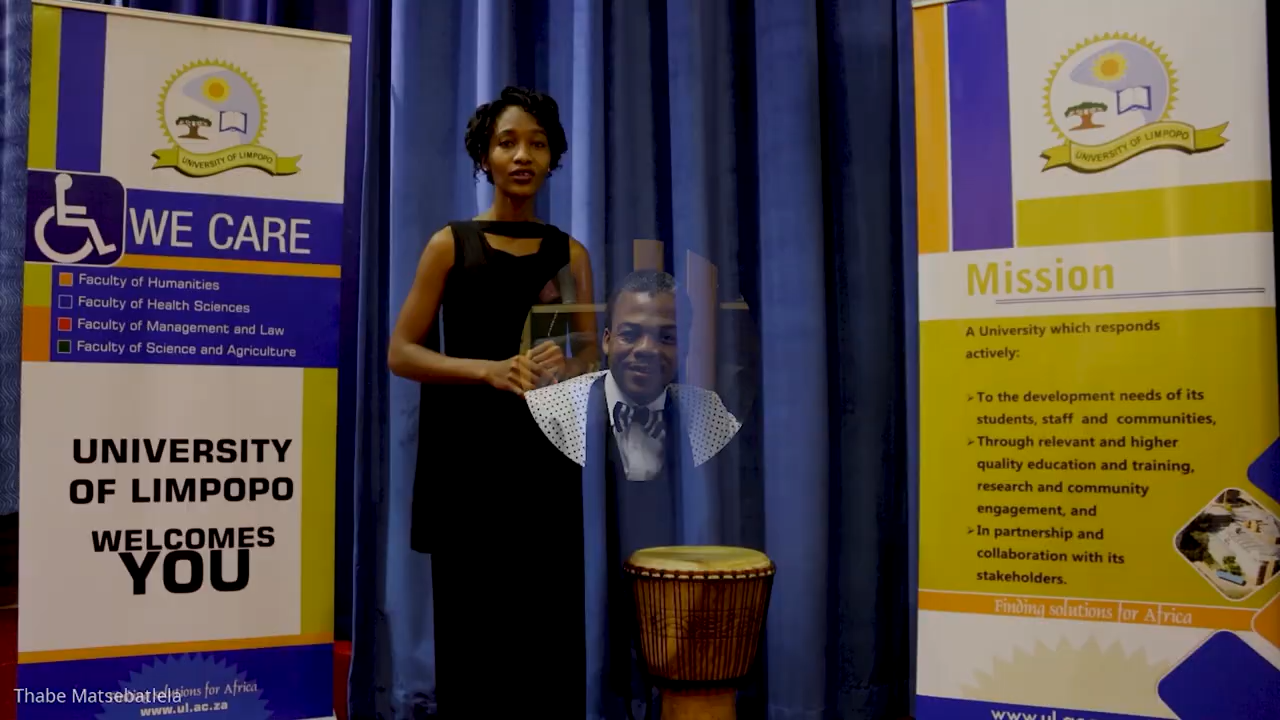 UNIVERSITY OF LIMPOPO
WE CARE
Faculty of Humanities
Faculty of Health Sciences
Faculty of Management and Law
Faculty of Science and Agriculture
UNIVERSITY
OF LIMPOPO
WELCOMES
YOU
solutions for Africa
www.ul.ac.za
Thabe Matsebatlela
UNIVERSITY OF LIMPOPO
Mission
A University which responds
actively:
➢To the development needs of its
students, staff and communities,
➢Through relevant and higher
quality education and training,
research and community
engagement, and
➢In partnership and
collaboration with its
stakeholders.
Finding solutions for Africa